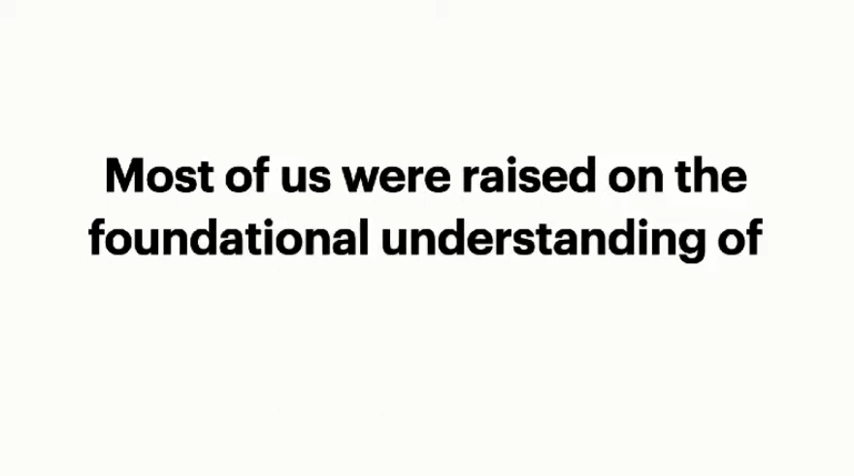 Most of us were raised on the
foundational understanding of